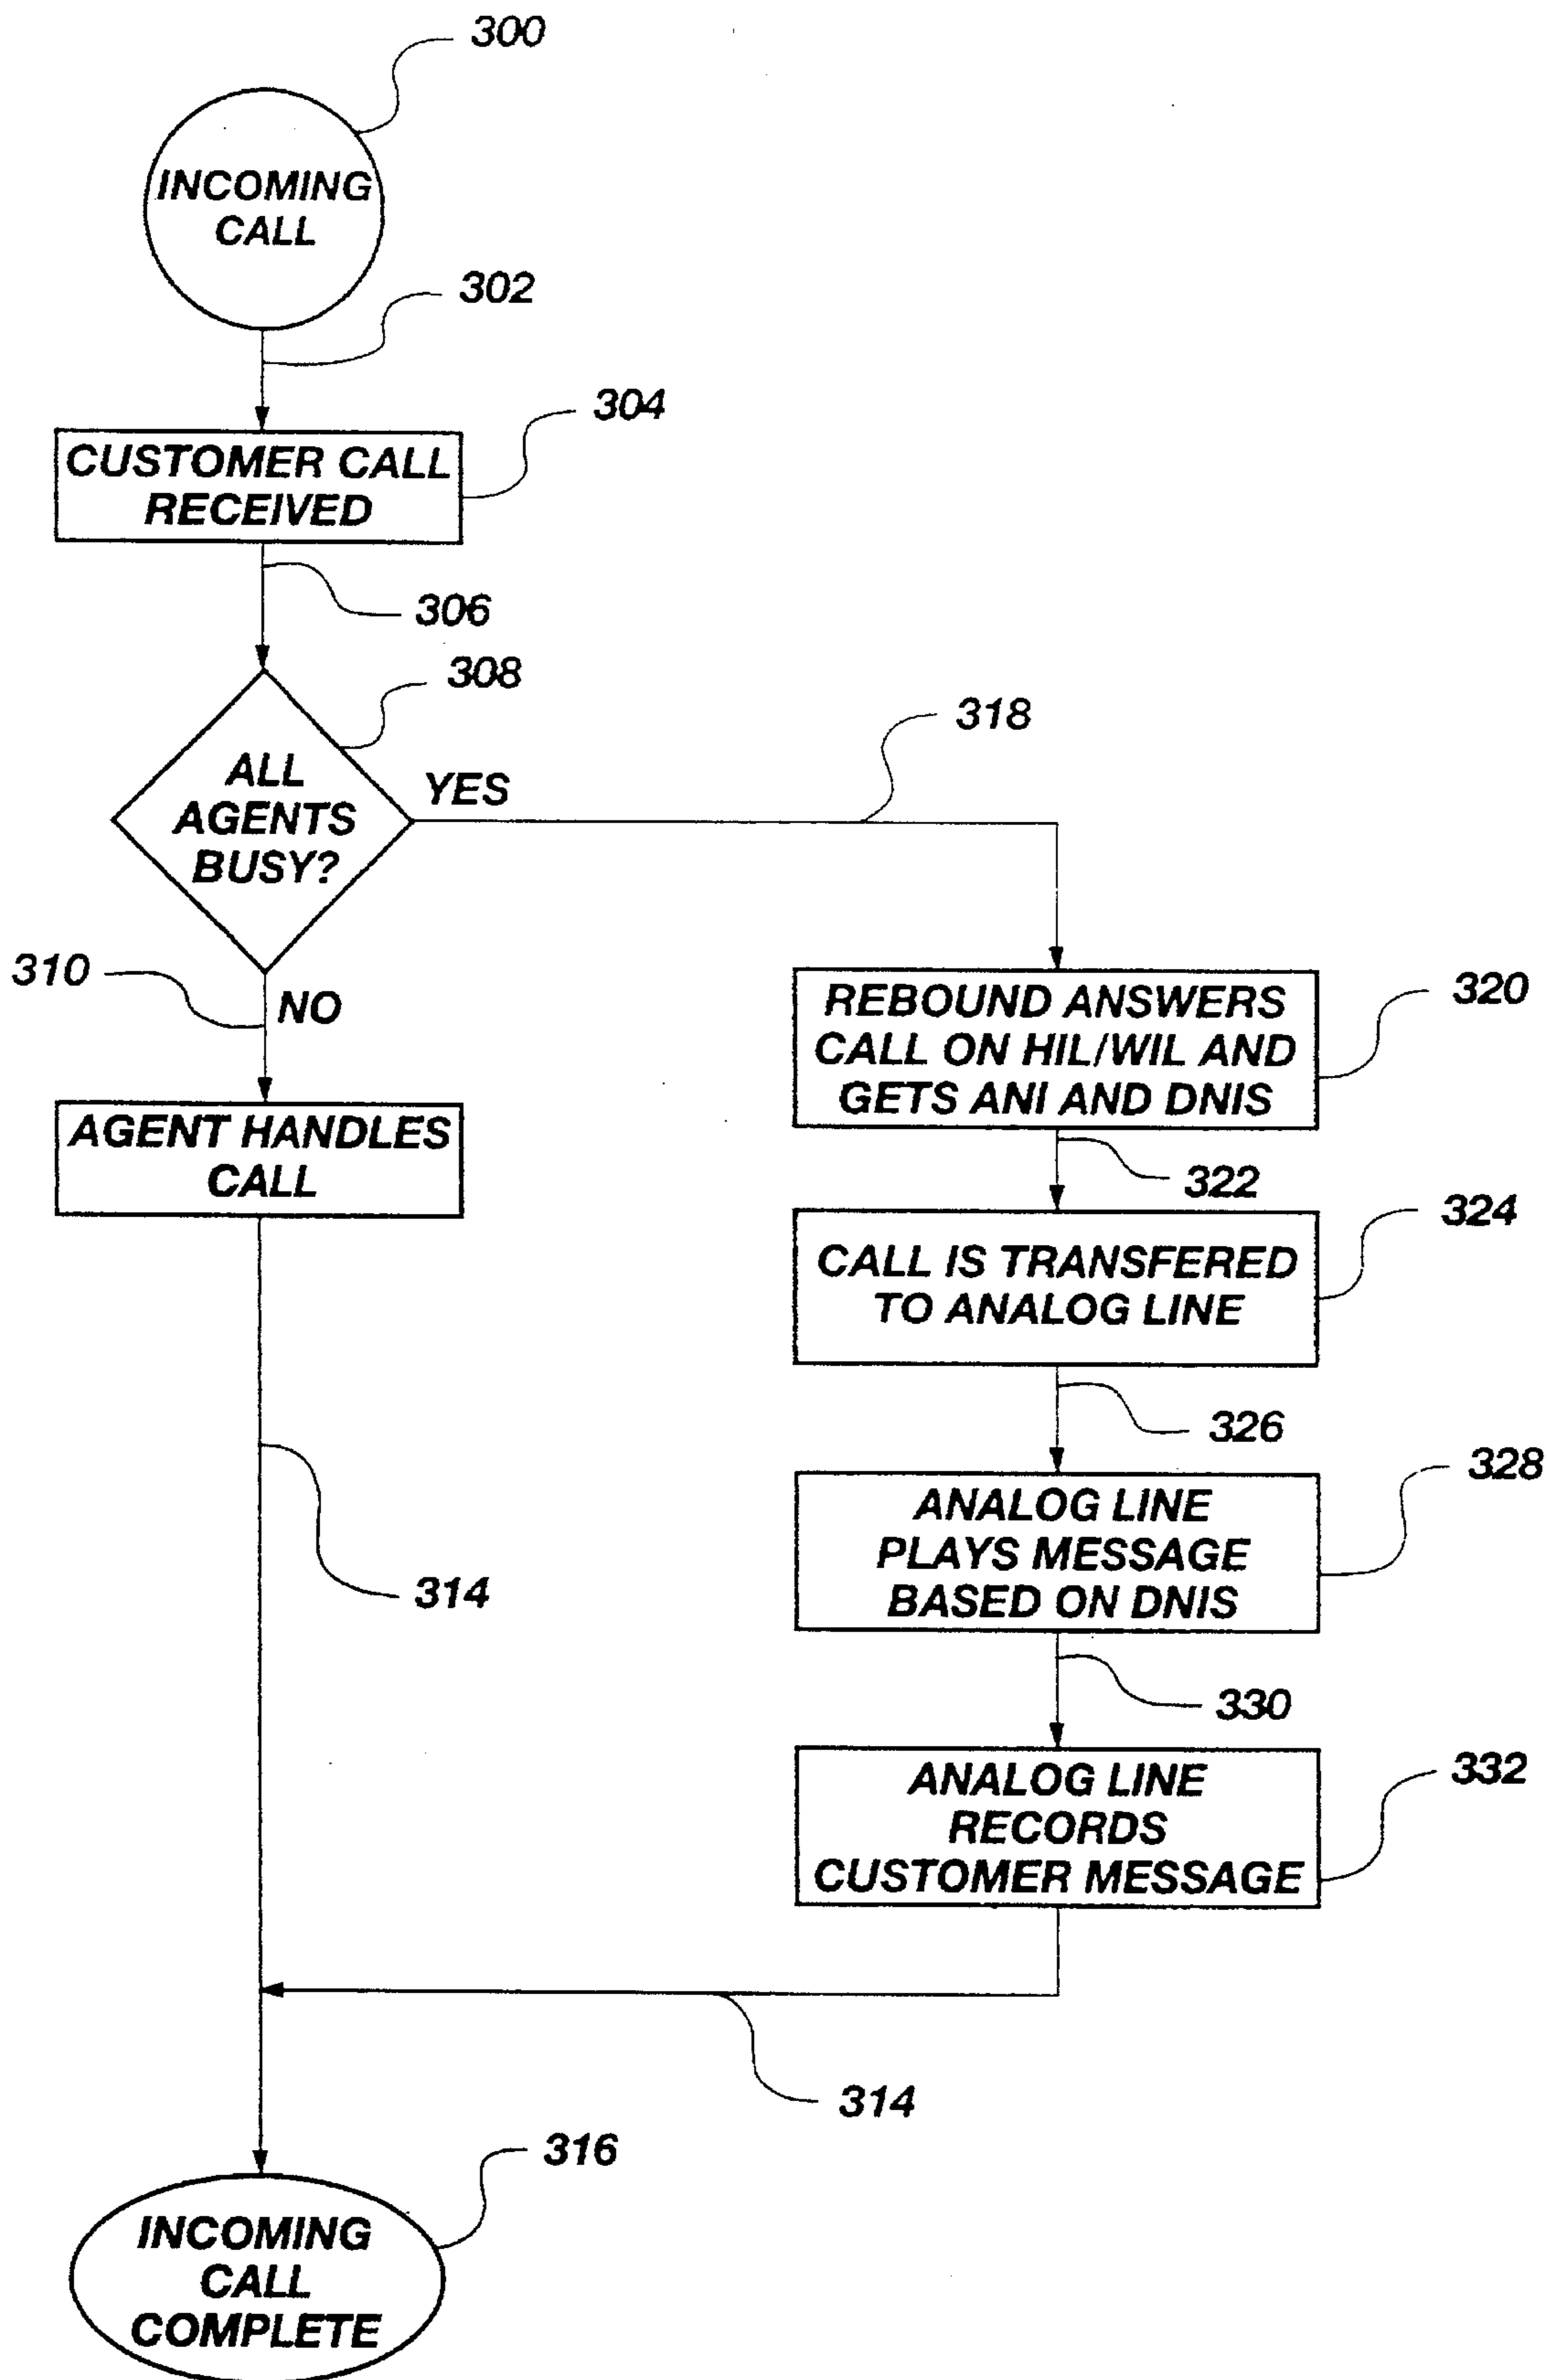 300
INCOMING
CALL
302
304
CUSTOMER CALL
RECEIVED
306
308
318
ALL
AGENTS
BUSY?
YES
310
NO
REBOUND ANSWERS
CALL ON HIL/WIL AND
GETS ANI AND DNIS
320
AGENT HANDLES
CALL
322
324
CALL IS TRANSFERED
TO ANALOG LINE
326
328
ANALOG LINE
PLAYS MESSAGE
BASED ON DNIS
314
330
332
ANALOG LINE
RECORDS
CUSTOMER MESSAGE
314
316
INCOMING
CALL
COMPLETE